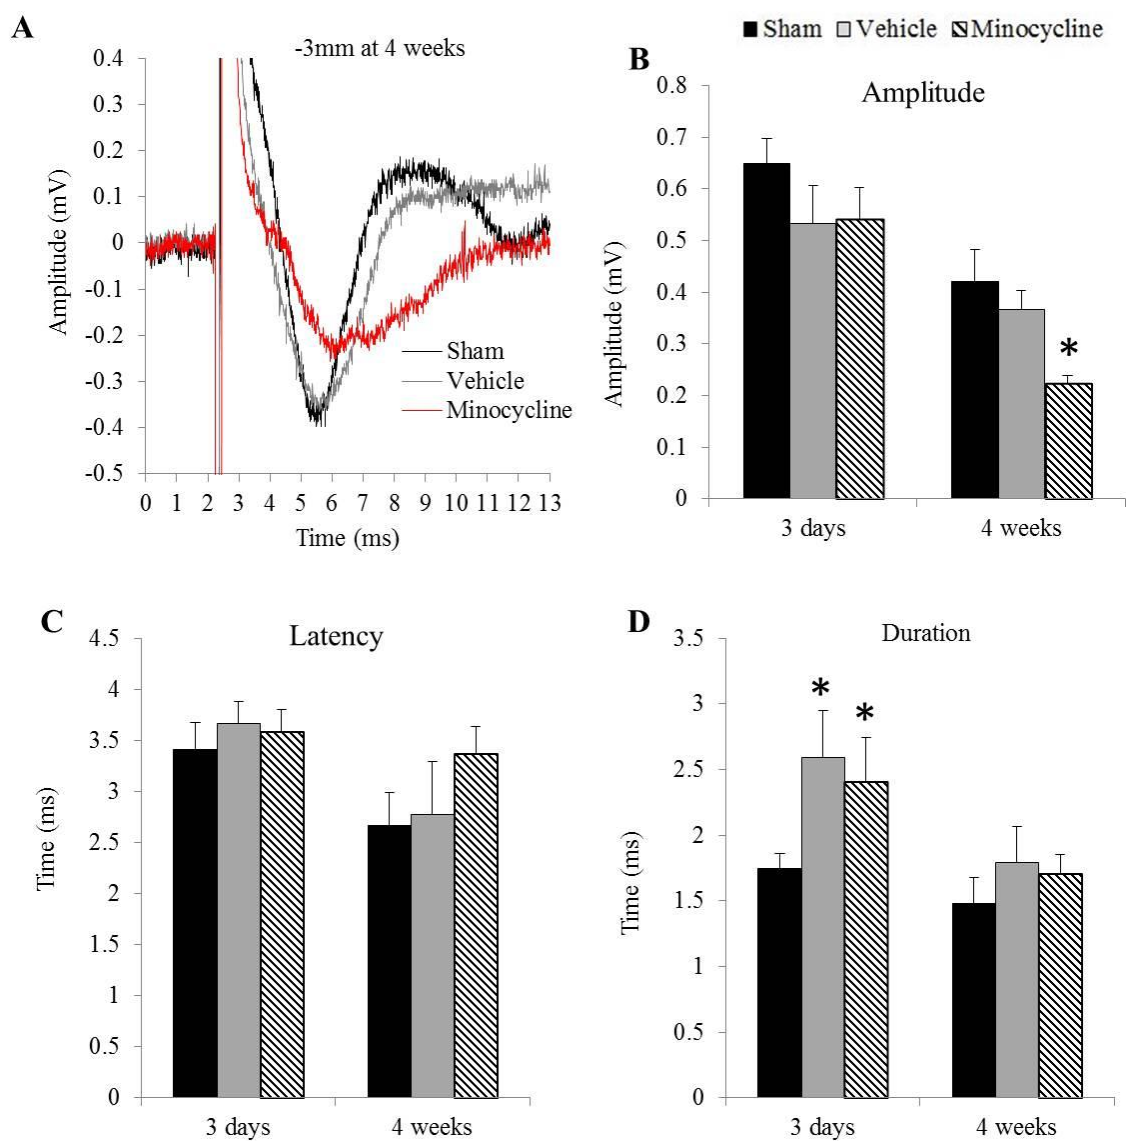 A
-3mm at 4 weeks
0.4
0.3
0.2
0.1
0
-0.1
-0.2
-0.3
-0.4
-0.5
Amplitude (mV)
Sham
Vehicle
Minocycline
0 1 2 3 4 5 6 7 8 9 10 11 12 13
Time (ms)
Sham Vehicle Minocycline
B
Amplitude
0.8
0.7
0.6
0.5
0.4
0.3
0.2
0.1
0
Amplitude (mV)
*
3 days 4 weeks
C
Latency
4.5
4
3.5
3
2.5
2
1.5
1
0.5
0
Time (ms)
3 days 4 weeks
D
Duration
3.5
3
2.5
2
1.5
1
0.5
0
Time (ms)
* *
3 days 4 weeks